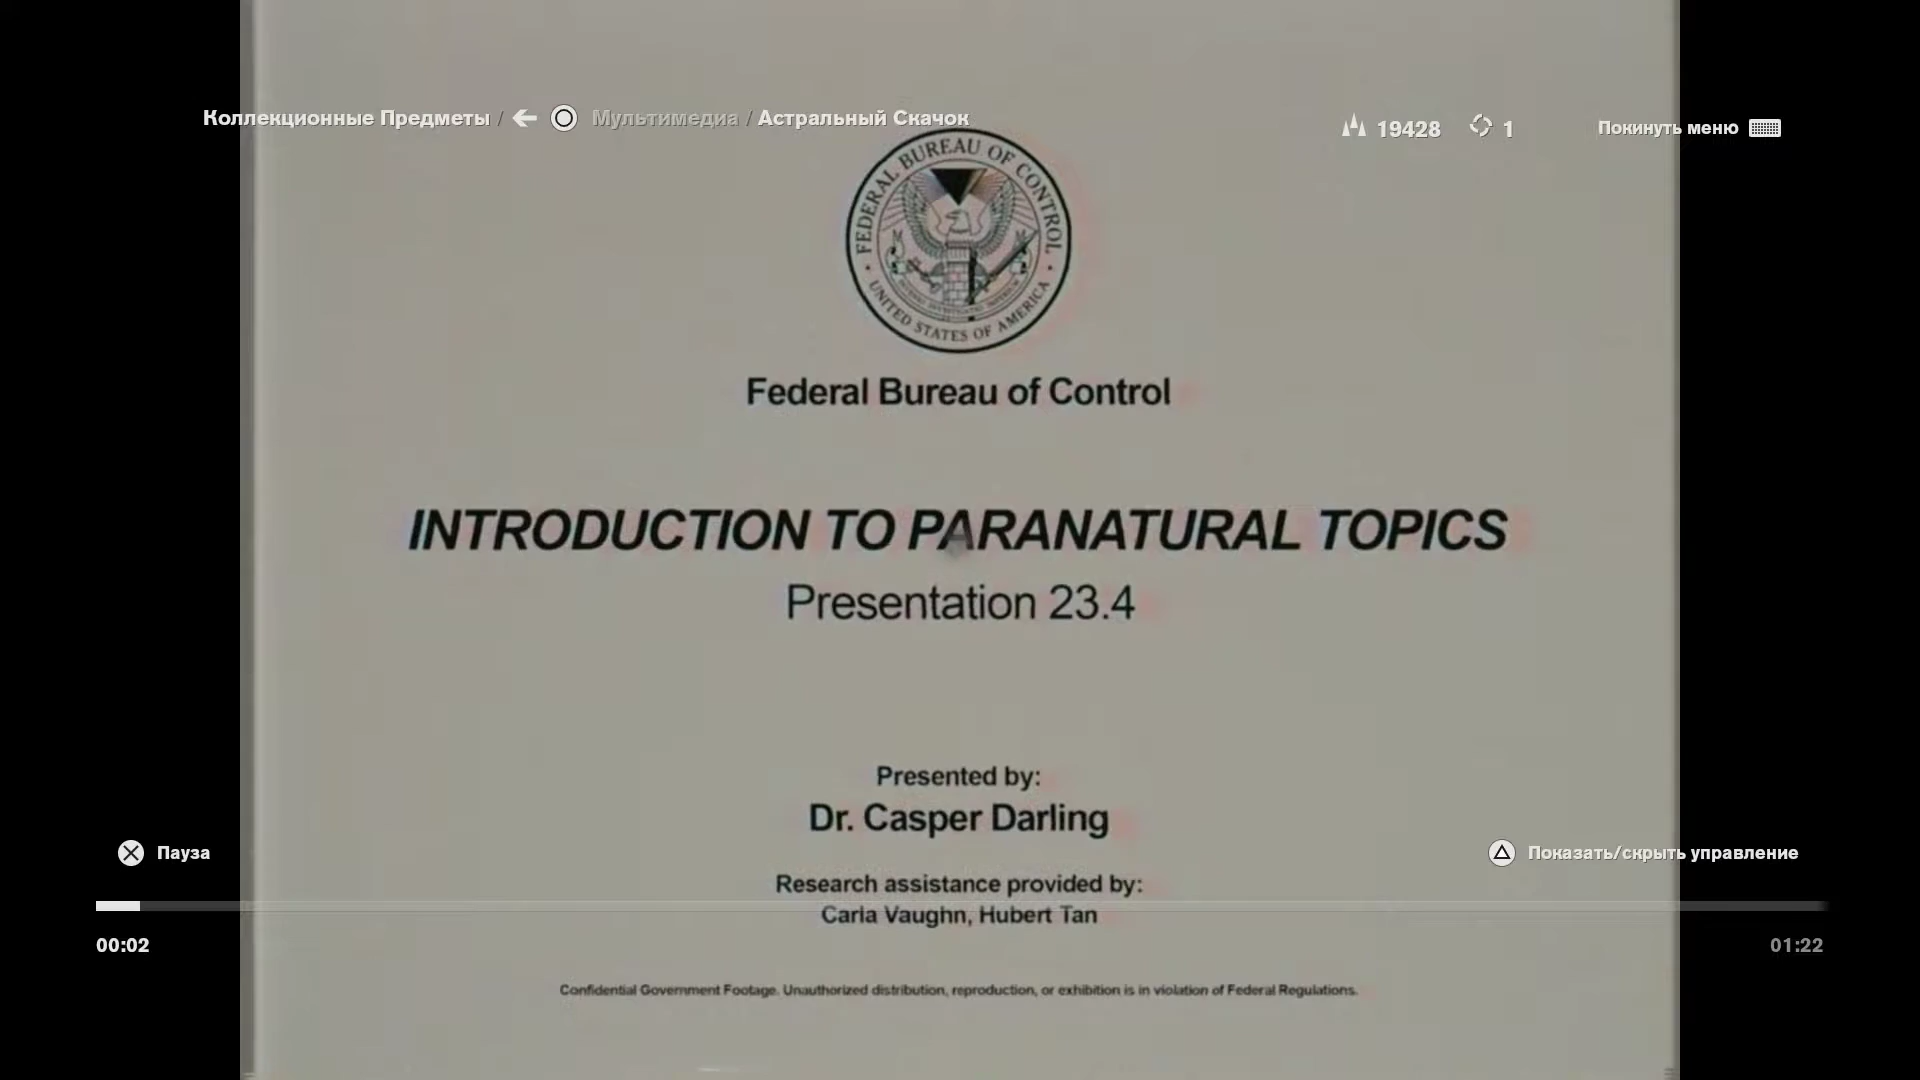 Коллекционные Предметы / Мультимедиа / Астральный Скачок
19428 1 Покинуть меню
FEDERAL BUREAU OF CONTROL
UNITED STATES OF AMERICA
Federal Bureau of Control
INTRODUCTION TO PARANATURAL TOPICS
Presentation 23.4
Presented by:
Dr. Casper Darling
Пауза
Показать/скрыть управление
Research assistance provided by:
Carla Vaughn, Hubert Tan
00:02
01:22
Confidential Government Footage. Unauthorized distribution, reproduction, or exhibition is in violation of Federal Regulations.